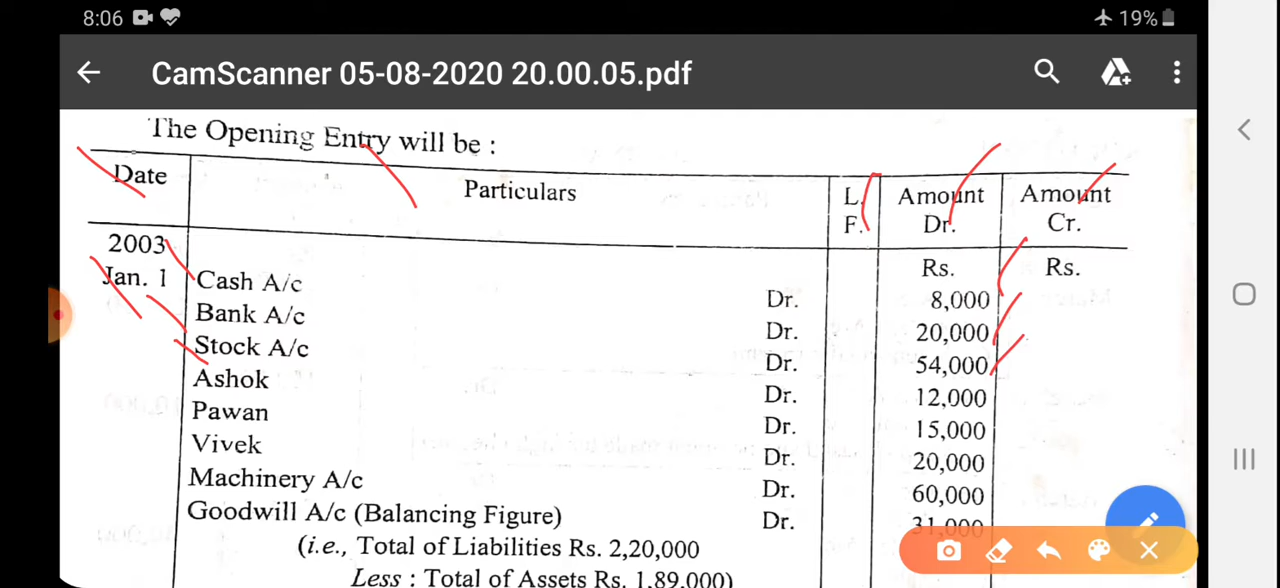 8:06 19%
CamScanner 05-08-2020 20.00.05.pdf
The Opening Entry will be :
Date Particulars L. F. Amount Dr. Amount Cr.
2003
Jan. 1 Rs. Rs.
Cash A/c Dr. 8,000
Bank A/c Dr. 20,000
Stock A/c Dr. 54,000
Ashok Dr. 12,000
Pawan Dr. 15,000
Vivek Dr. 20,000
Machinery A/c Dr. 60,000
Goodwill A/c (Balancing Figure) Dr. 31,000
(i.e., Total of Liabilities Rs. 2,20,000
Less : Total of Assets Rs. 1,89,000)